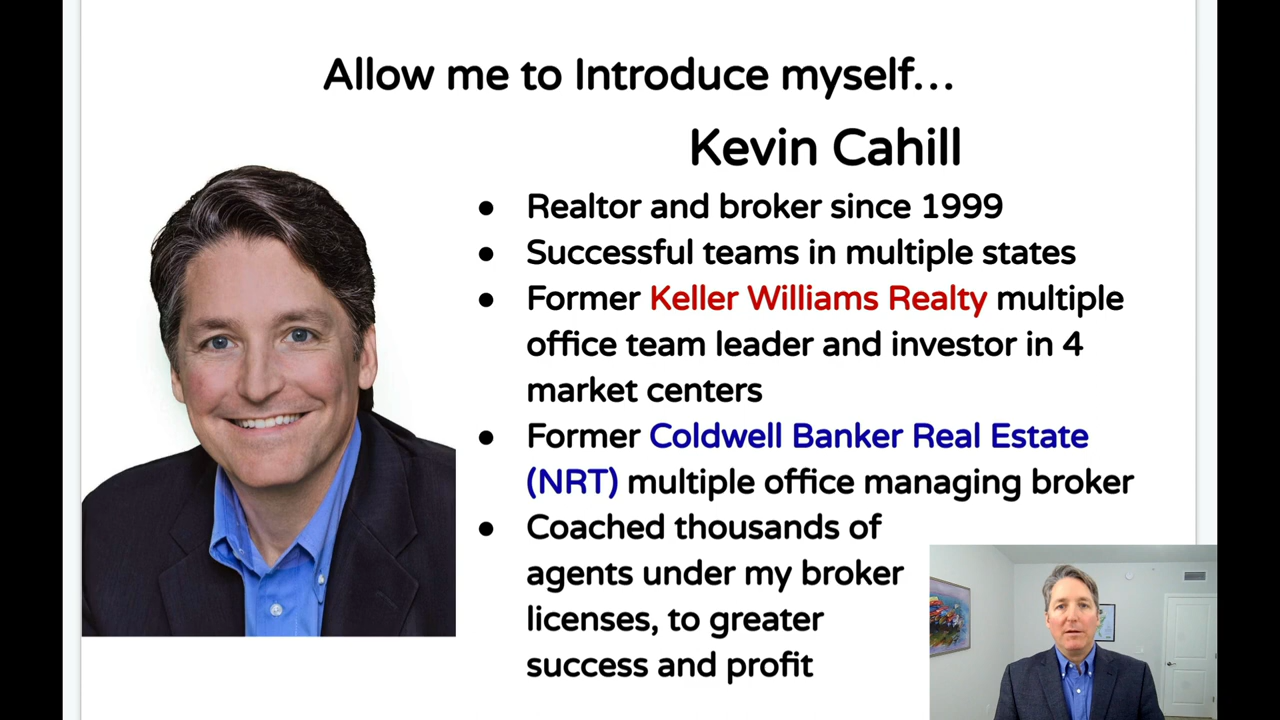 Allow me to Introduce myself...
Kevin Cahill
● Realtor and broker since 1999
● Successful teams in multiple states
● Former Keller Williams Realty multiple
office team leader and investor in 4
market centers
● Former Coldwell Banker Real Estate
(NRT) multiple office managing broker
● Coached thousands of
agents under my broker
licenses, to greater
success and profit